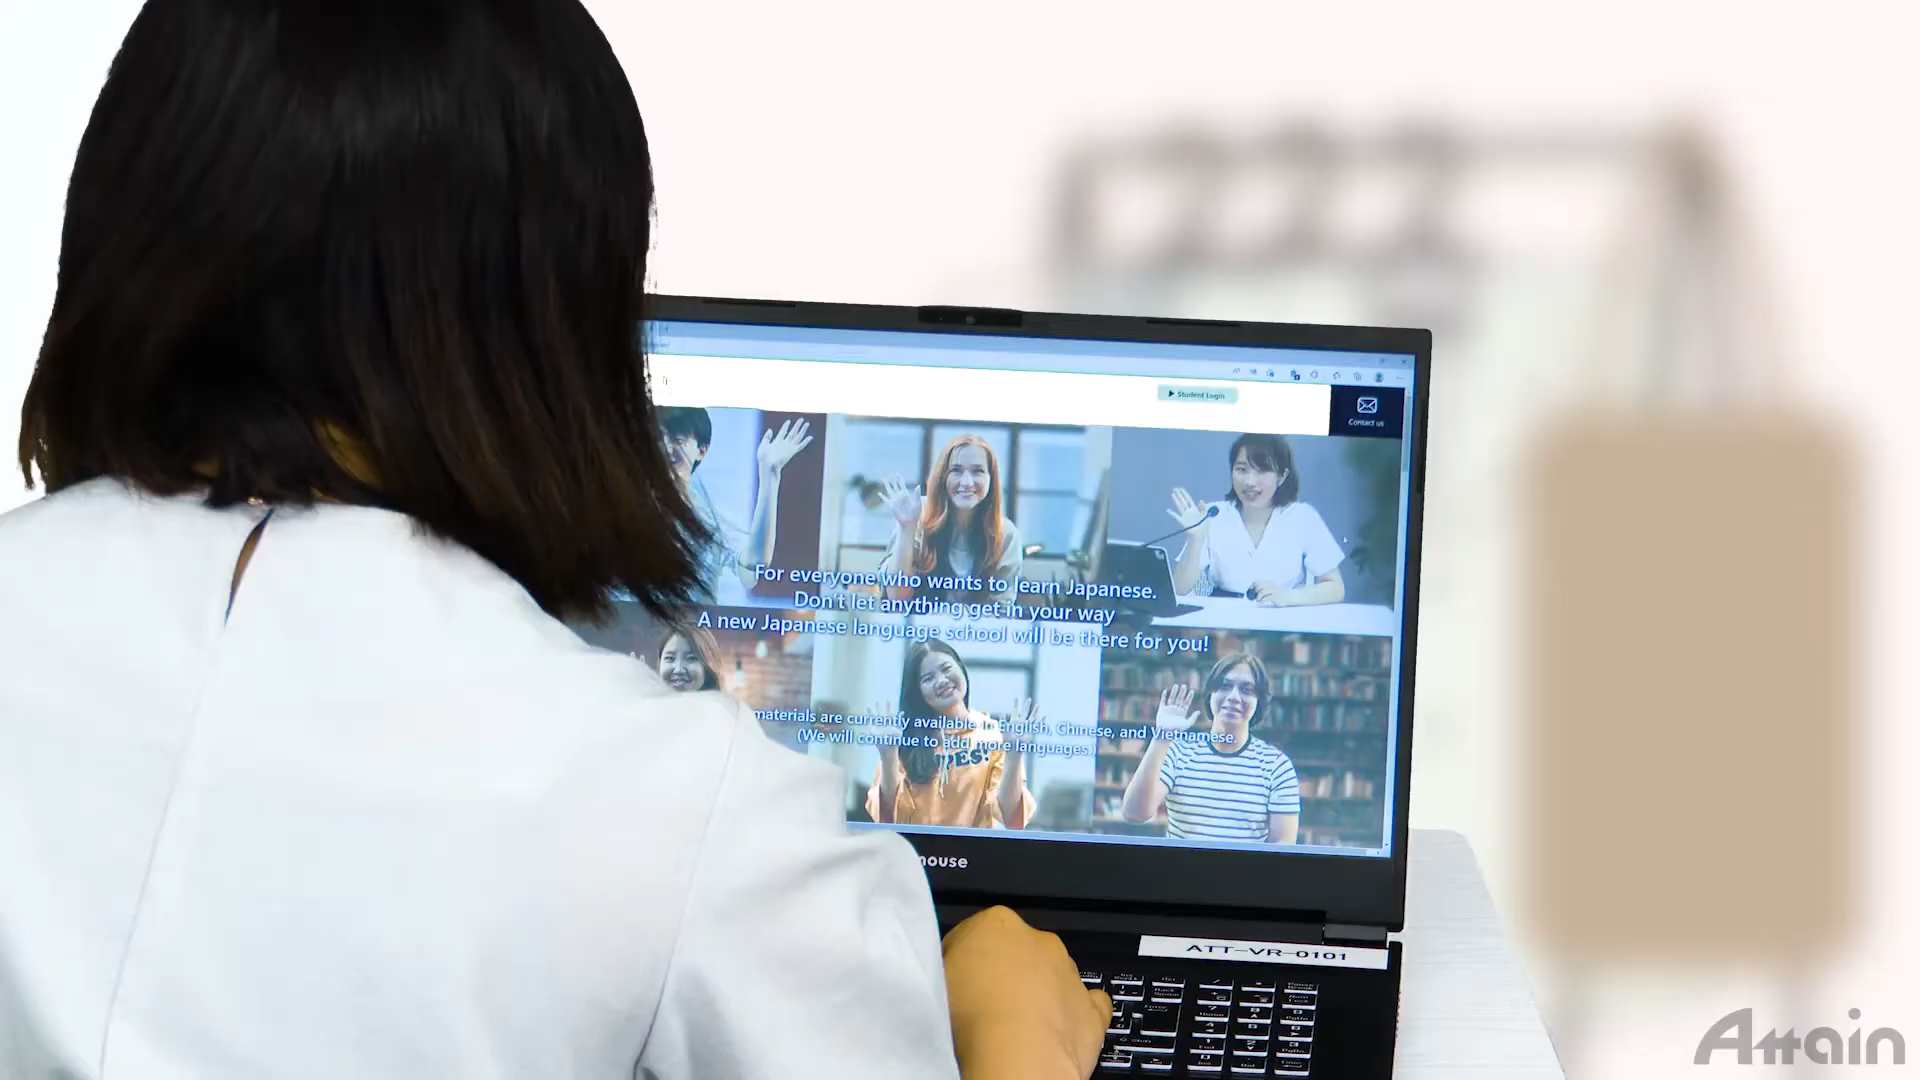 Student Login
Contact us
For everyone who wants to learn Japanese.
Don't let anything get in your way
A new Japanese language school will be there for you!
materials are currently available in English, Chinese, and Vietnamese.
(We will continue to add more languages.)
mouse
ATT-VR-0101
Attain